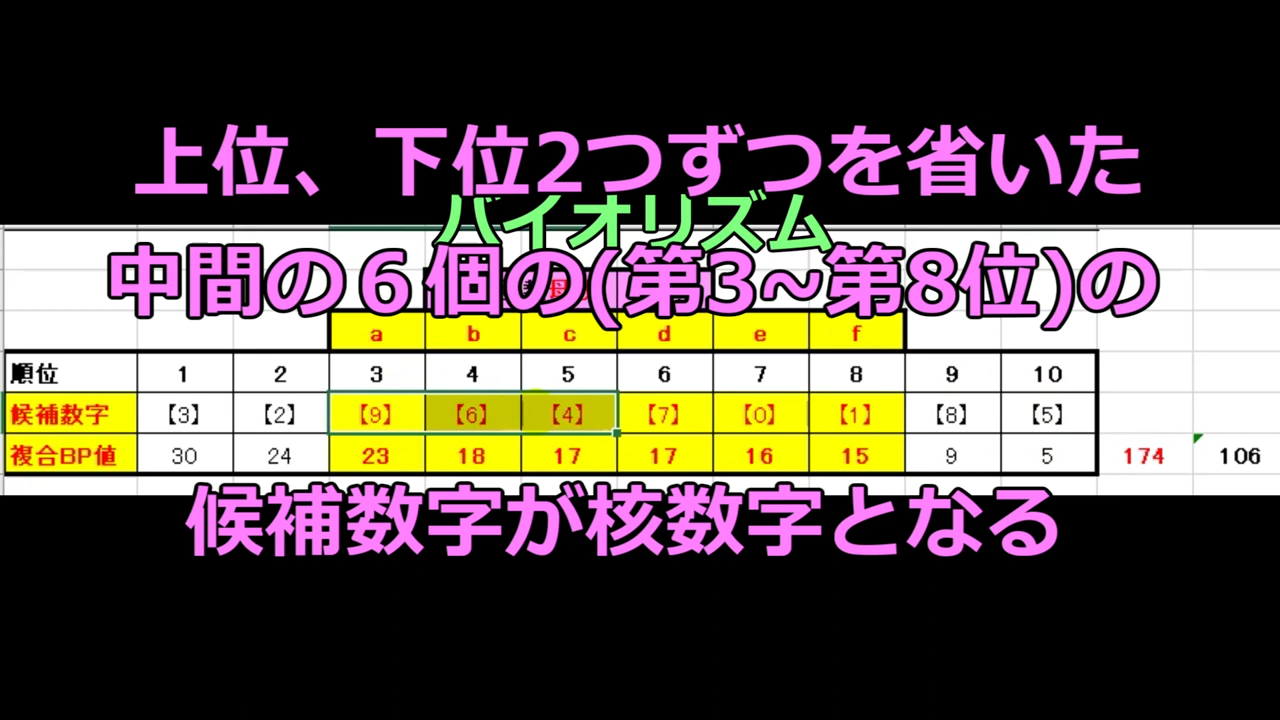 上位、下位2つずつを省いた
バイオリズム
中間の６個の(第3~第8位)の
a b c d e f
順位 1 2 3 4 5 6 7 8 9 10
候補数字 【3】 【2】 【9】 【6】 【4】 【7】 【0】 【1】 【8】 【5】
複合BP値 30 24 23 18 17 17 16 15 9 5 174 106
候補数字が核数字となる